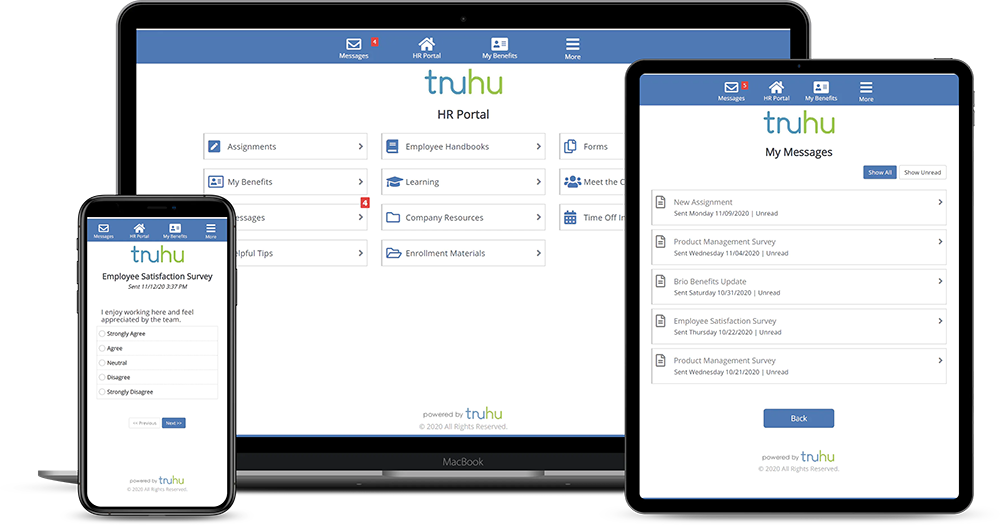 Messages
4
HR Portal
My Benefits
More
truhu
HR Portal
Assignments
Employee Handbooks
Forms
My Benefits
Learning
Meet the C
essages
4
Company Resources
Time Off In
elpful Tips
Enrollment Materials
powered by truhu
© 2020 All Rights Reserved.
MacBook
Messages
HR Portal
My Benefits
More
truhu
Employee Satisfaction Survey
Sent 11/12/20 3:37 PM
I enjoy working here and feel
appreciated by the team.
Strongly Agree
Agree
Neutral
Disagree
Strongly Disagree
<< Previous
Next >>
powered by truhu
© 2020 All Rights Reserved.
Messages
5
HR Portal
My Benefits
More
truhu
My Messages
Show All
Show Unread
New Assignment
Sent Monday 11/09/2020 | Unread
Product Management Survey
Sent Wednesday 11/04/2020 | Unread
Brio Benefits Update
Sent Saturday 10/31/2020 | Unread
Employee Satisfaction Survey
Sent Thursday 10/22/2020 | Unread
Product Management Survey
Sent Wednesday 10/21/2020 | Unread
Back
powered by truhu
© 2020 All Rights Reserved.